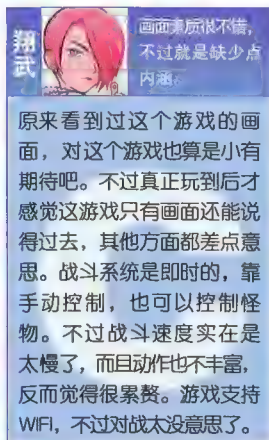 翔武
画面素质很不错，
不过就是缺少点
内涵。
原来看到过这个游戏的画
面，对这个游戏也算是小有
期待吧。不过真正玩到后才
感觉这游戏只有画面还能说
得过去，其他方面都差点意
思。战斗系统是即时的，靠
手动控制，也可以控制怪
物。不过战斗速度实在是
太慢了，而且动作也不丰富，
反而觉得很累赘。游戏支持
WIFI，不过对战太没意思了。